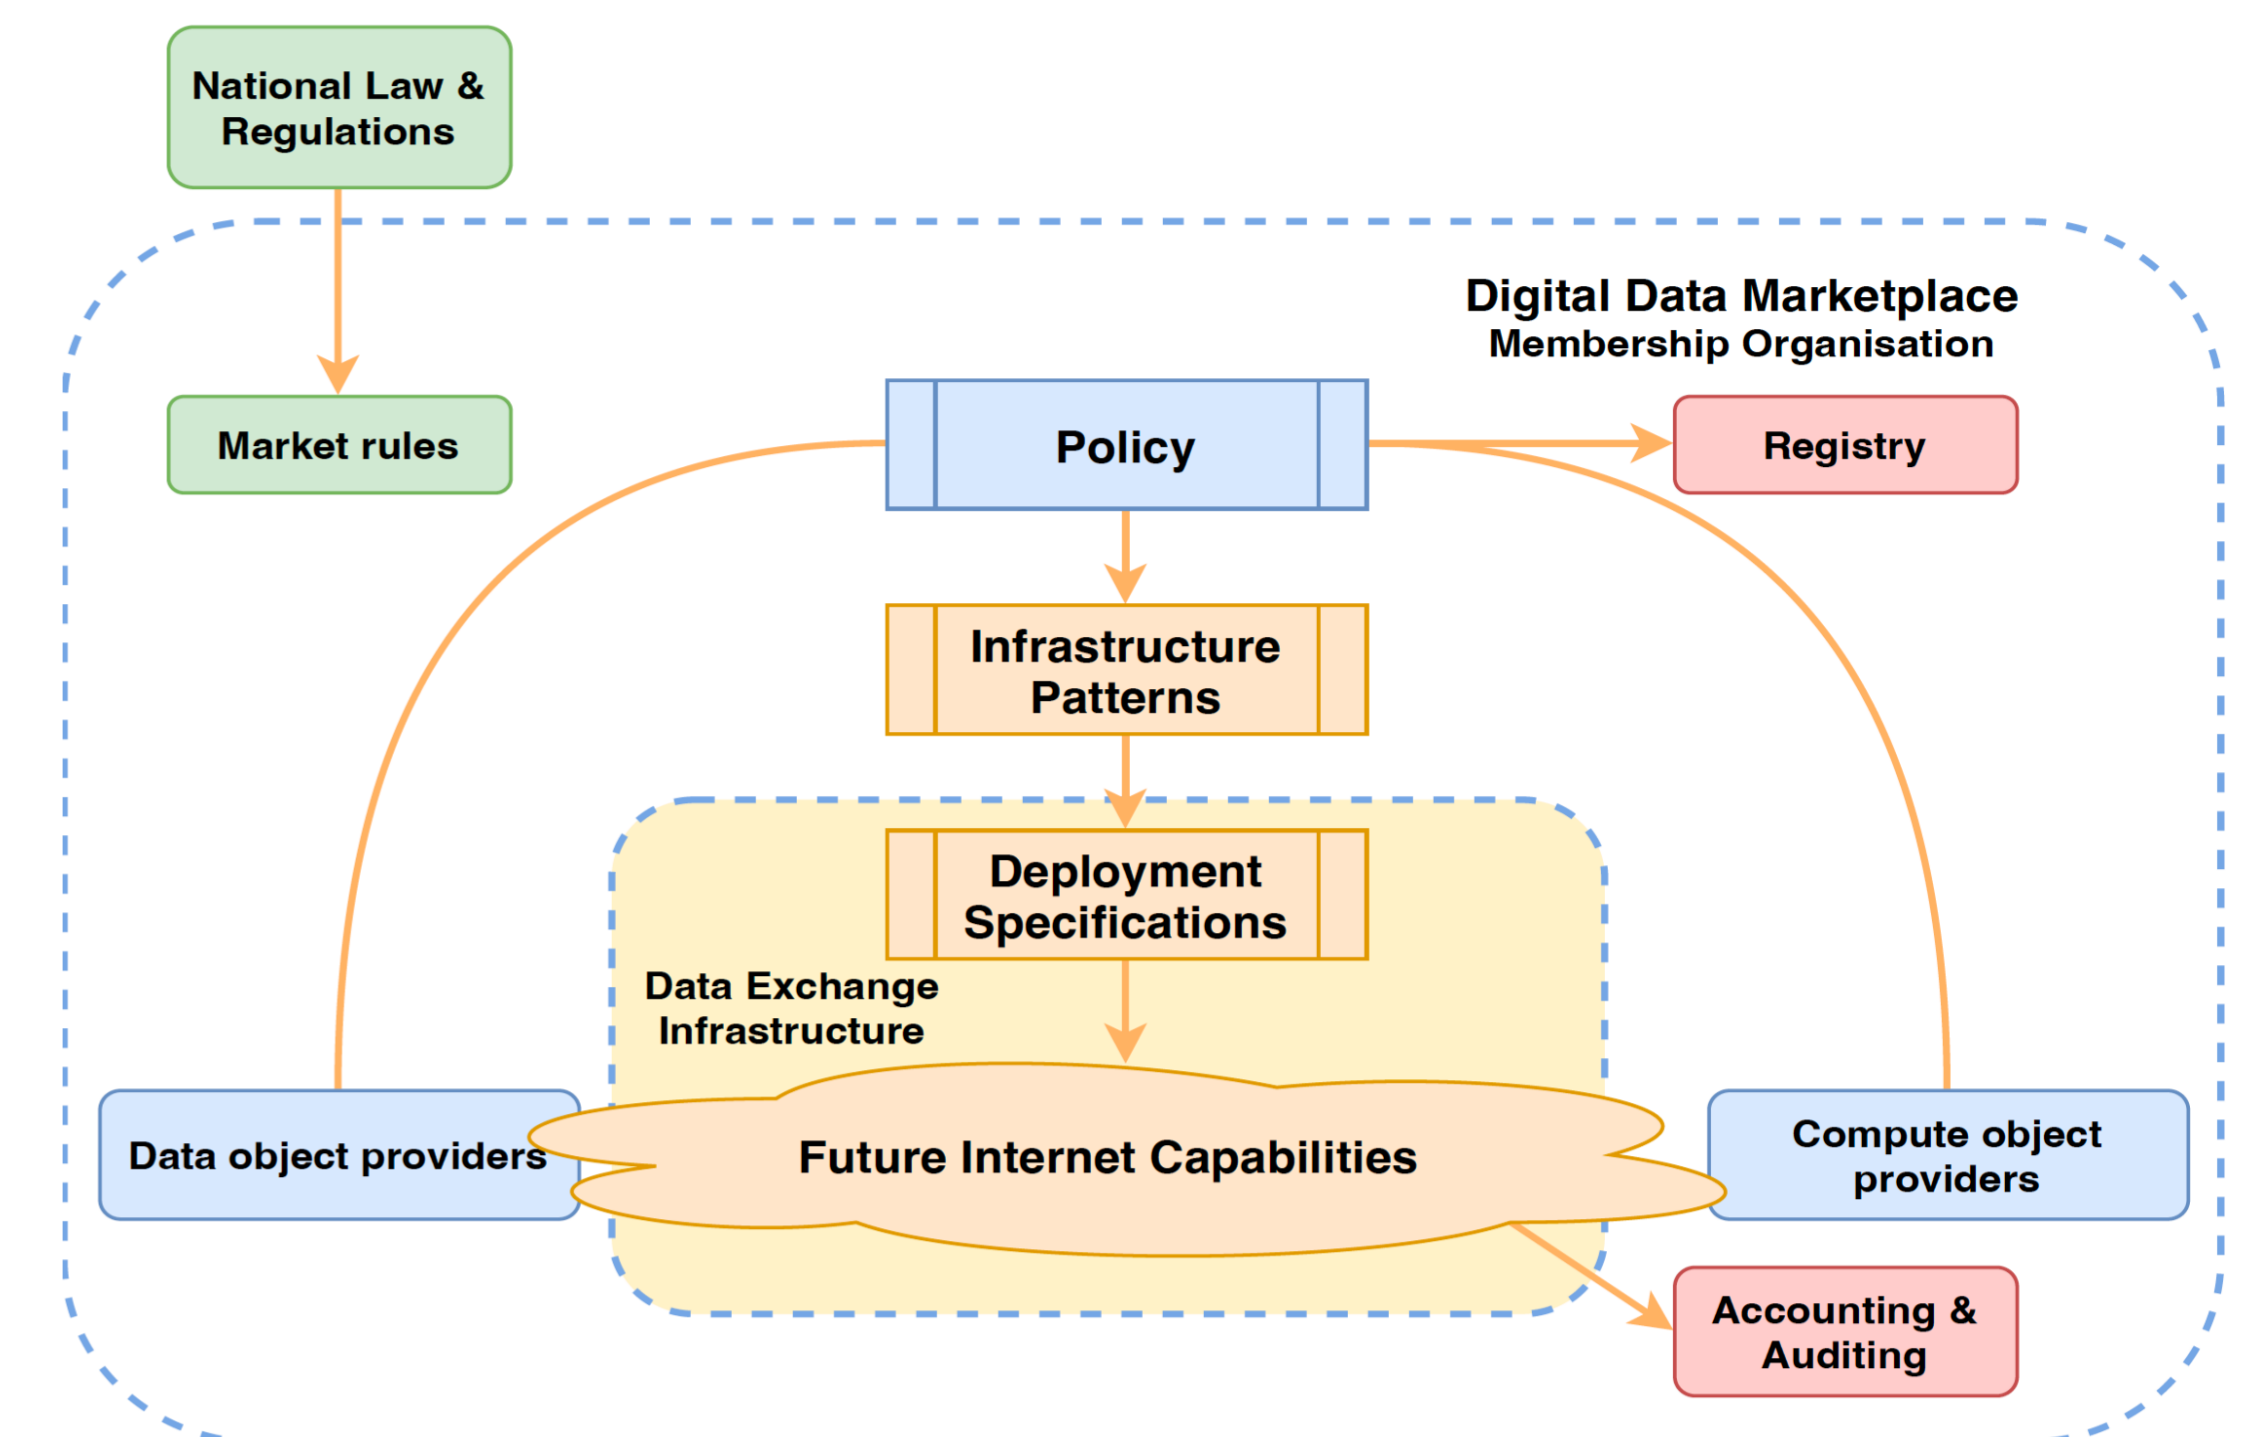 National Law &
Regulations
Digital Data Marketplace
Membership Organisation
Market rules
Policy
Registry
Infrastructure
Patterns
Deployment
Specifications
Data Exchange
Infrastructure
Data object providers
Future Internet Capabilities
Compute object
providers
Accounting &
Auditing